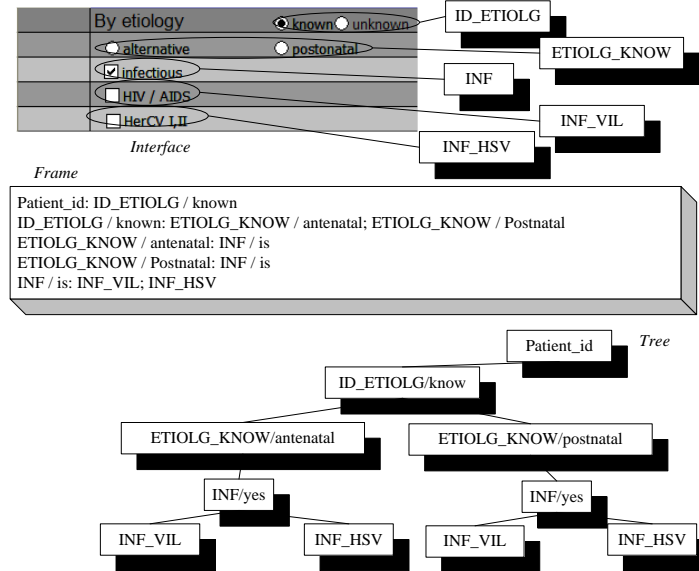 By etiology known unknown ID_ETIOLG
alternative postonatal ETIOLG_KNOW
infectious INF
HIV / AIDS INF_VIL
HerCV I,II INF_HSV
Interface
Frame
Patient_id: ID_ETIOLG / known
ID_ETIOLG / known: ETIOLG_KNOW / antenatal; ETIOLG_KNOW / Postnatal
ETIOLG_KNOW / antenatal: INF / is
ETIOLG_KNOW / Postnatal: INF / is
INF / is: INF_VIL; INF_HSV
Patient_id Tree
ID_ETIOLG/know
ETIOLG_KNOW/antenatal ETIOLG_KNOW/postnatal
INF/yes INF/yes
INF_VIL INF_HSV INF_VIL INF_HSV